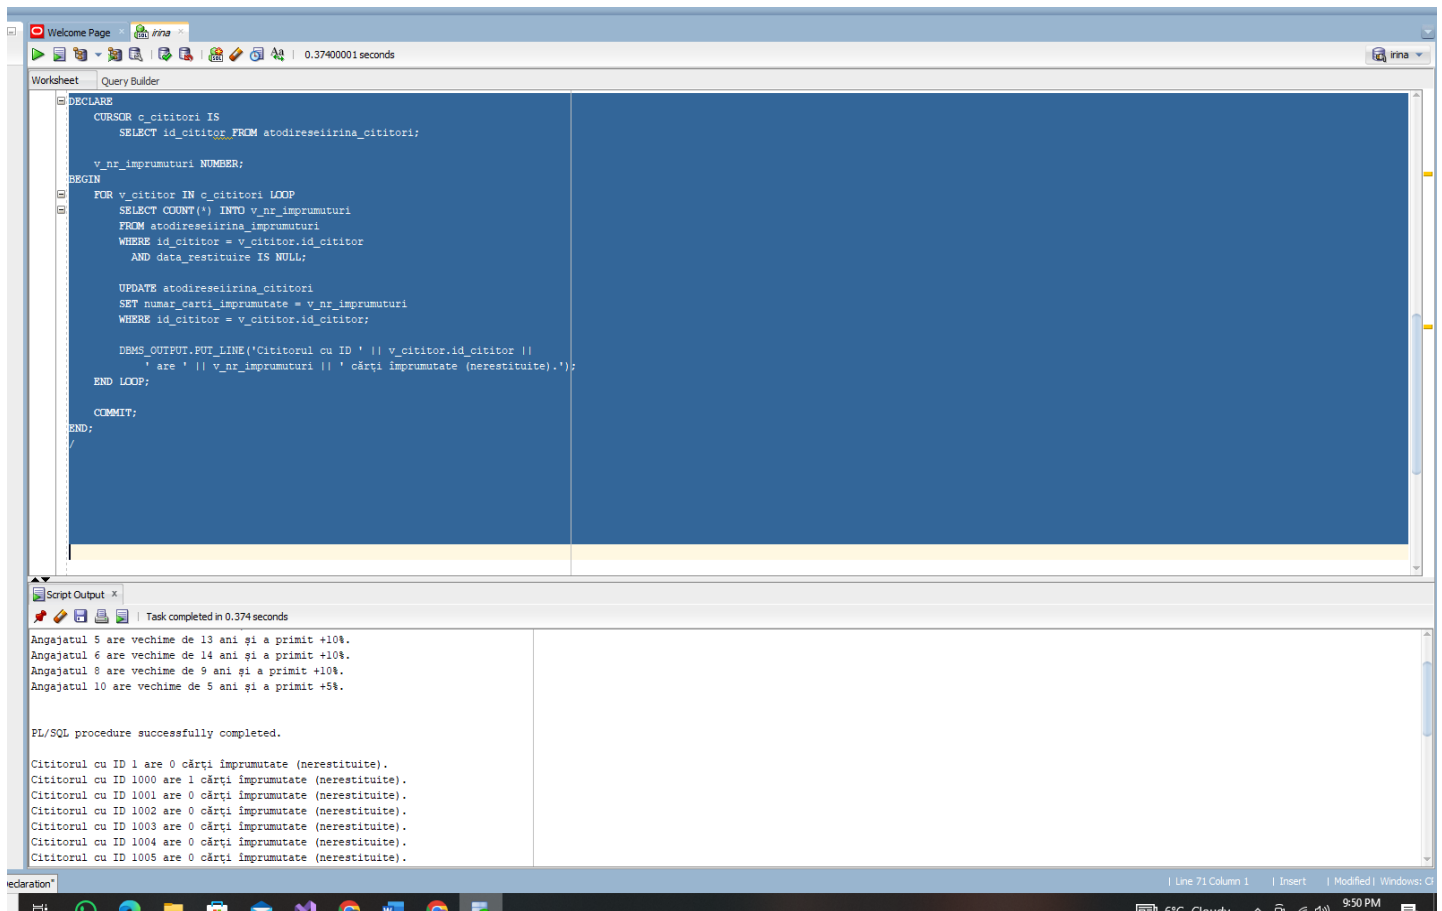 Welcome Page
irina
0.37400001 seconds
irina
Worksheet
Query Builder
DECLARE
CURSOR c_cititori IS
SELECT id_cititor FROM atodireseiirina_cititori;
v_nr_imprumuturi NUMBER;
BEGIN
FOR v_cititor IN c_cititori LOOP
SELECT COUNT(*) INTO v_nr_imprumuturi
FROM atodireseiirina_imprumuturi
WHERE id_cititor = v_cititor.id_cititor
AND data_restituire IS NULL;
UPDATE atodireseiirina_cititori
SET numar_carti_imprumutate = v_nr_imprumuturi
WHERE id_cititor = v_cititor.id_cititor;
DBMS_OUTPUT.PUT_LINE('Cititorul cu ID ' || v_cititor.id_cititor ||
' are ' || v_nr_imprumuturi || ' cărți împrumutate (nerestituite).');
END LOOP;
COMMIT;
END;
/
Script Output
Task completed in 0.374 seconds
Angajatul 5 are vechime de 13 ani și a primit +10%.
Angajatul 6 are vechime de 14 ani și a primit +10%.
Angajatul 8 are vechime de 9 ani și a primit +10%.
Angajatul 10 are vechime de 5 ani și a primit +5%.
PL/SQL procedure successfully completed.
Cititorul cu ID 1 are 0 cărți împrumutate (nerestituite).
Cititorul cu ID 1000 are 1 cărți împrumutate (nerestituite).
Cititorul cu ID 1001 are 0 cărți împrumutate (nerestituite).
Cititorul cu ID 1002 are 0 cărți împrumutate (nerestituite).
Cititorul cu ID 1003 are 0 cărți împrumutate (nerestituite).
Cititorul cu ID 1004 are 0 cărți împrumutate (nerestituite).
Cititorul cu ID 1005 are 0 cărți împrumutate (nerestituite).
eclaration"
| Line 71 Column 1 | Insert | Modified | Windows: C
6°C Cloudy
9:50 PM